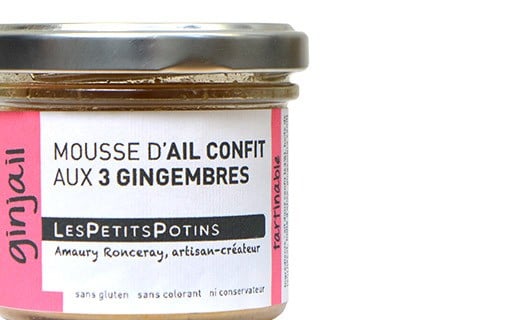 ginjail
MOUSSE D'AIL CONFIT
AUX 3 GINGEMBRES
LESPETITSPOTINS
Amaury Ronceray, artisan-créateur
sans gluten sans colorant ni conservateur
tartinable